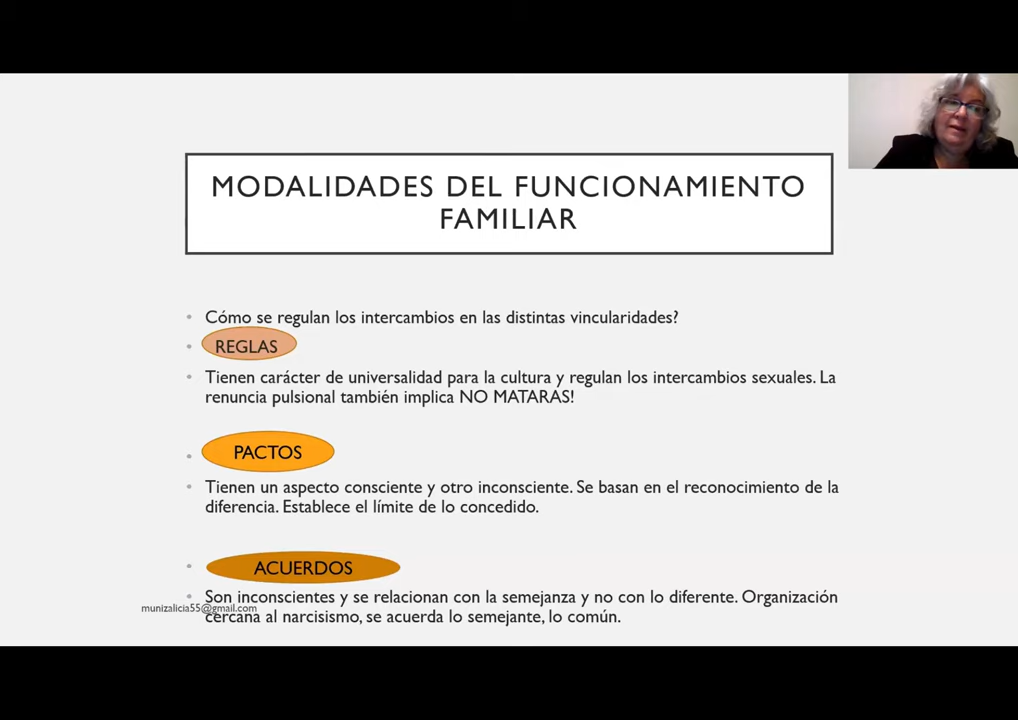 MODALIDADES DEL FUNCIONAMIENTO
FAMILIAR
Cómo se regulan los intercambios en las distintas vincularidades?
REGLAS
Tienen carácter de universalidad para la cultura y regulan los intercambios sexuales. La
renuncia pulsional también implica NO MATARAS!
PACTOS
Tienen un aspecto consciente y otro inconsciente. Se basan en el reconocimiento de la
diferencia. Establece el límite de lo concedido.
ACUERDOS
Son inconscientes y se relacionan con la semejanza y no con lo diferente. Organización
munizalicia55@gmail.com
cercana al narcisismo, se acuerda lo semejante, lo común.